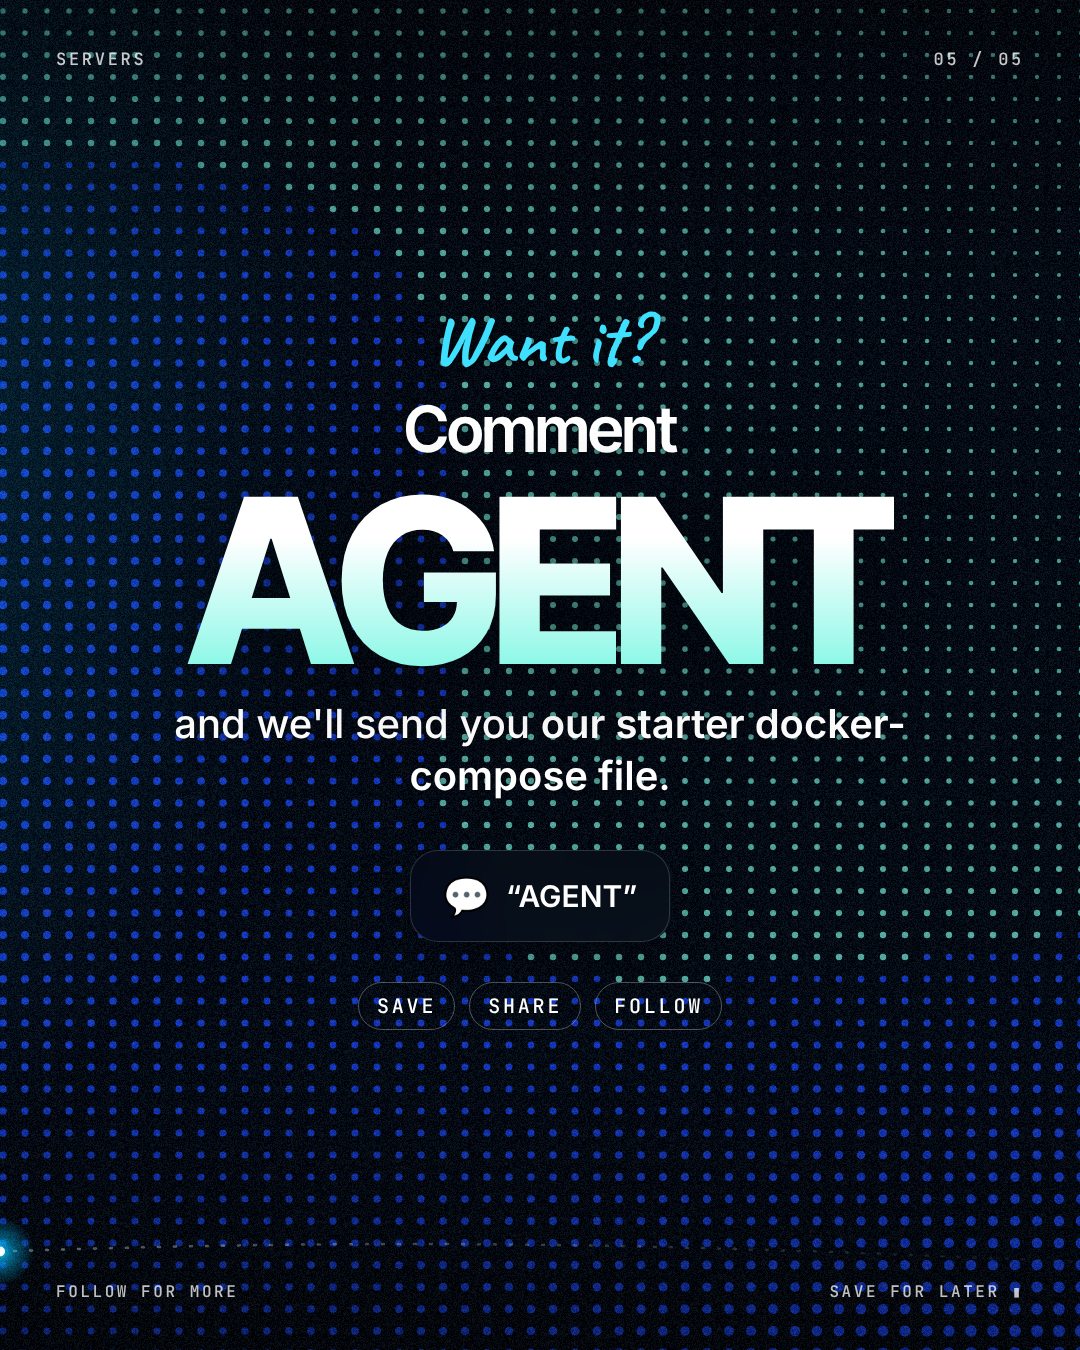 SERVERS
05 / 05
Want it?
Comment
AGENT
and we'll send you our starter docker-
compose file.
💬 “AGENT”
SAVE
SHARE
FOLLOW
FOLLOW FOR MORE
SAVE FOR LATER ▮